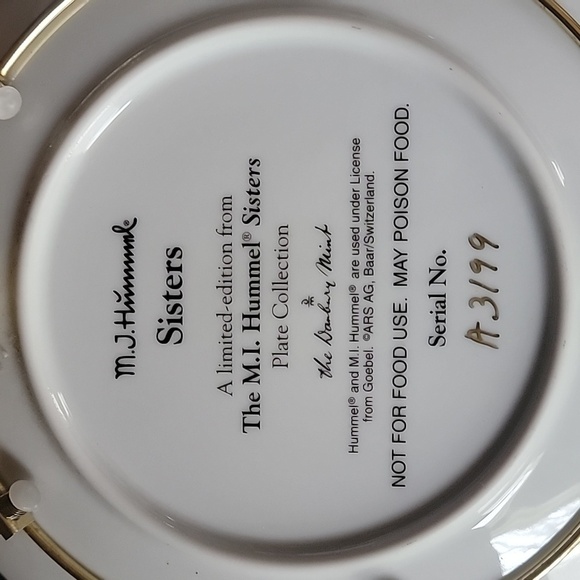 M.J.Hümmel®
Sisters
A limited-edition from
The M.I. Hummel® Sisters
Plate Collection
the Danbury Mint
Hummel® and M.I. Hummel® are used under License
from Goebel. ©ARS AG, Baar/Switzerland.
NOT FOR FOOD USE. MAY POISON FOOD.
Serial No.
A3199